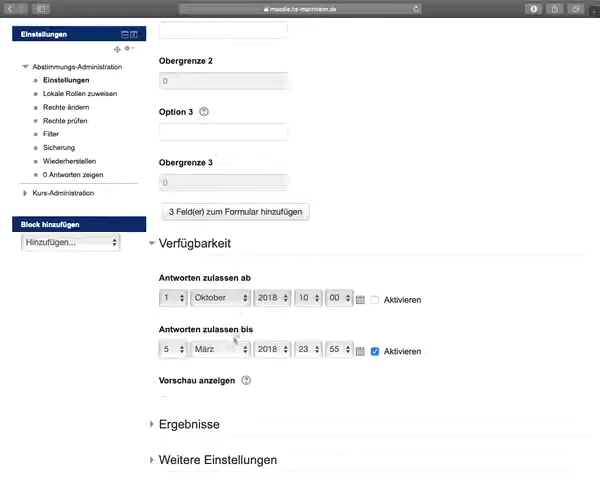 moodle.hs-mannheim.de
Einstellungen
Abstimmungs-Administration
Einstellungen
Lokale Rollen zuweisen
Rechte ändern
Rechte prüfen
Filter
Sicherung
Wiederherstellen
0 Antworten zeigen
Kurs-Administration
Block hinzufügen
Hinzufügen...
Obergrenze 2
0
Option 3
Obergrenze 3
0
3 Feld(er) zum Formular hinzufügen
Verfügbarkeit
Antworten zulassen ab
1 Oktober 2018 10 00 Aktivieren
Antworten zulassen bis
5 März 2018 23 55 Aktivieren
Vorschau anzeigen
Ergebnisse
Weitere Einstellungen